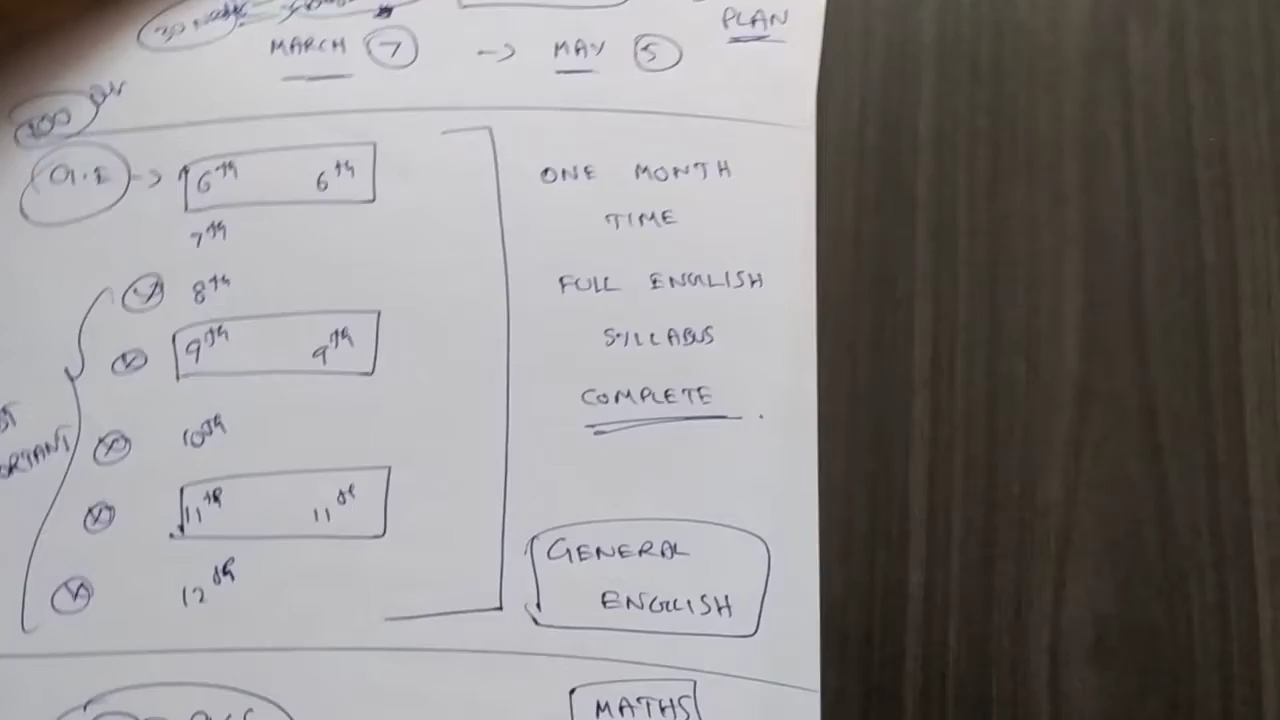 PLAN
MARCH 7 -> MAY 5
G.E -> 6th 6th
7th
8th
9th 9th
10th
11th 11th
12th
ONE MONTH
TIME
FULL ENGLISH
SYLLABUS
COMPLETE
GENERAL
ENGLISH
MATHS